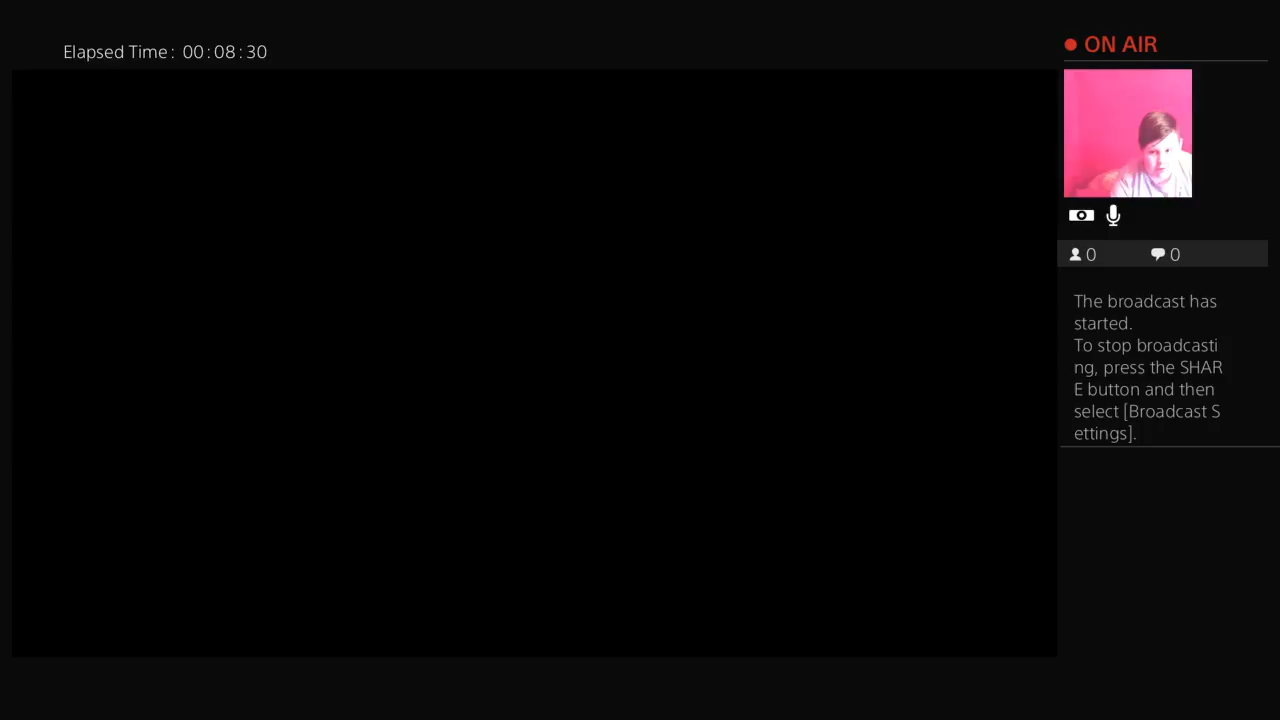 Elapsed Time: 00:08:30
ON AIR
0 0
The broadcast has
started.
To stop broadcasti
ng, press the SHAR
E button and then
select [Broadcast S
ettings].